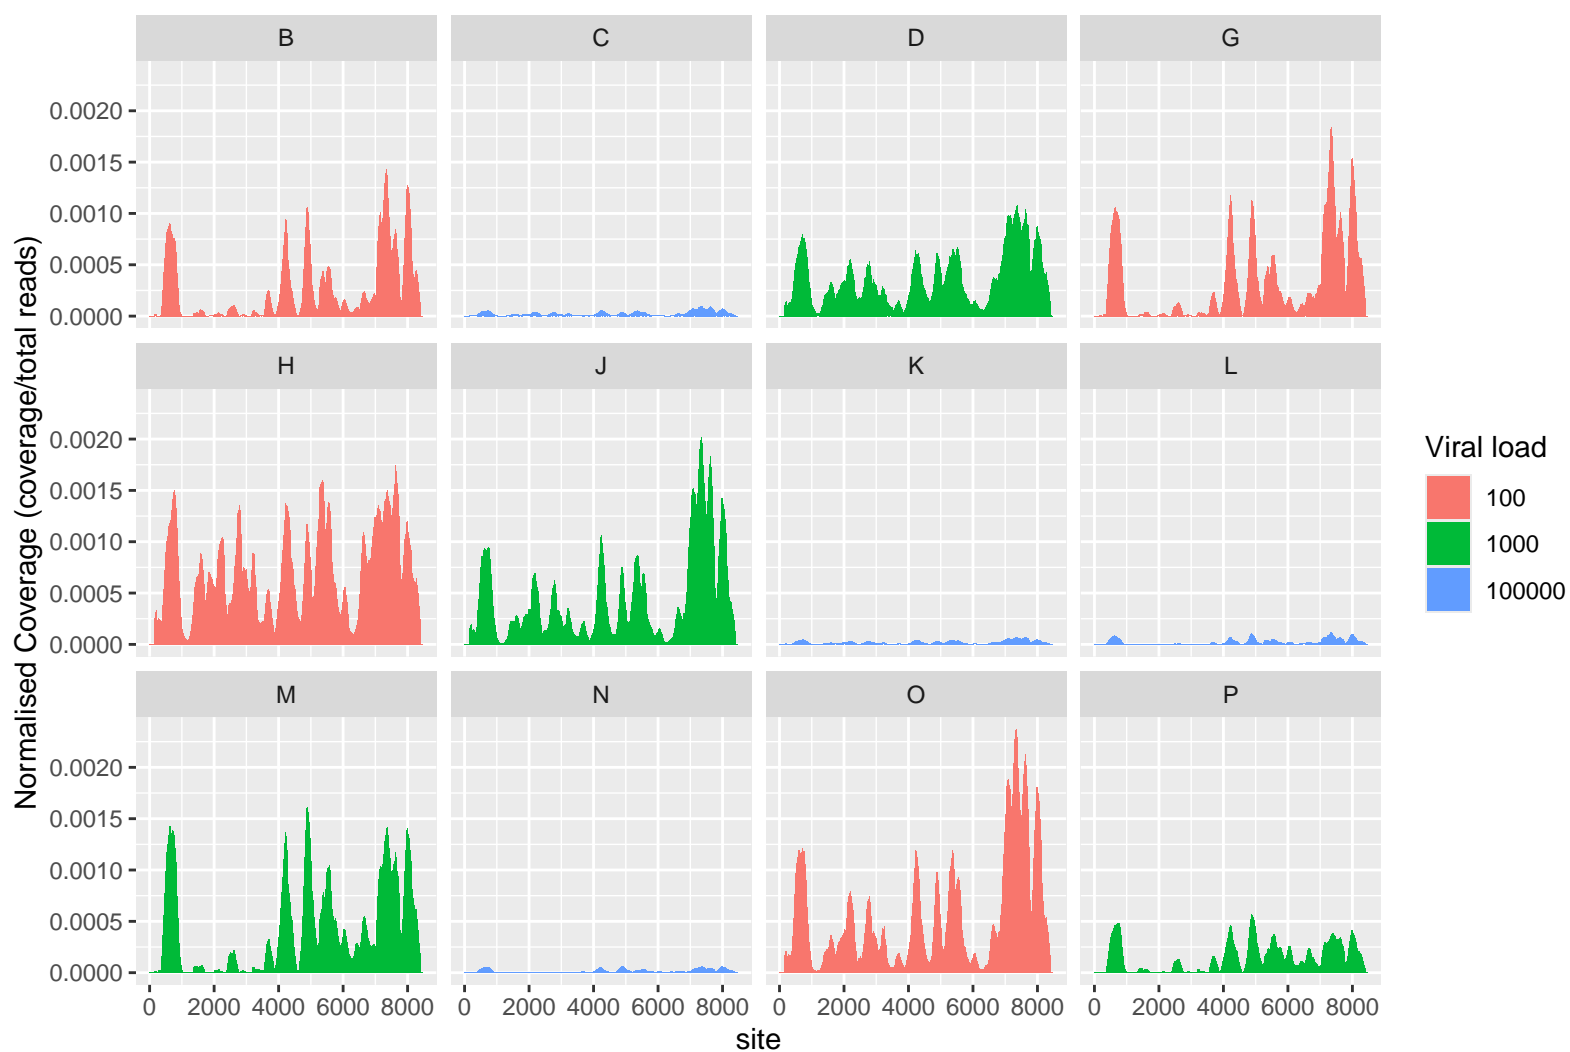 B C D G
0.0020
0.0015
0.0010
0.0005
0.0000
H J K L
0.0020
0.0015
0.0010
0.0005
0.0000
M N O P
0.0020
0.0015
0.0010
0.0005
0.0000
0 2000 4000 6000 8000 0 2000 4000 6000 8000 0 2000 4000 6000 8000 0 2000 4000 6000 8000
site
Normalised Coverage (coverage/total reads)
Viral load
100
1000
100000